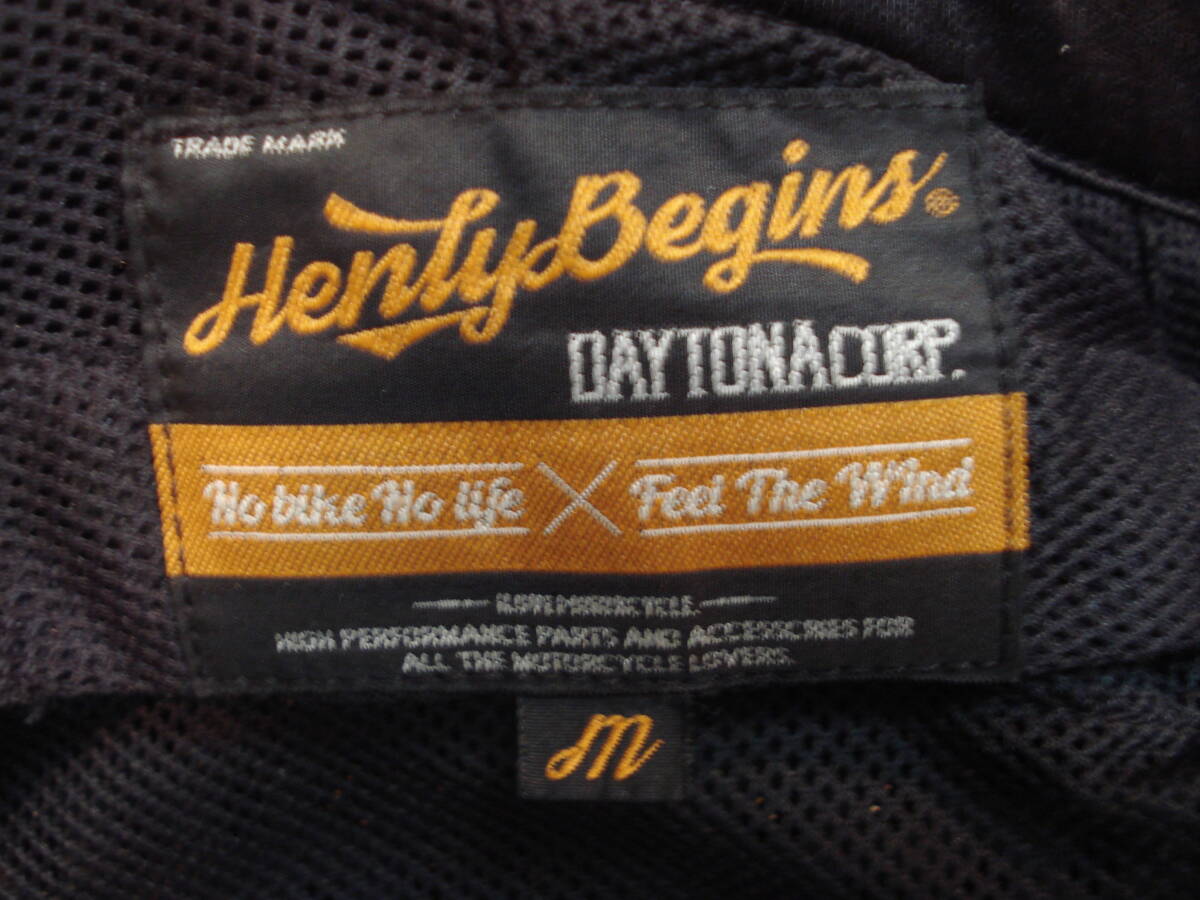 TRADE MARK
HenlyBegins®
DAYTONA CORP.
No bike No life × Feel The Wind
HIGH PERFORMANCE PARTS AND ACCESSORIES FOR
ALL THE MOTORCYCLE LOVERS.
M